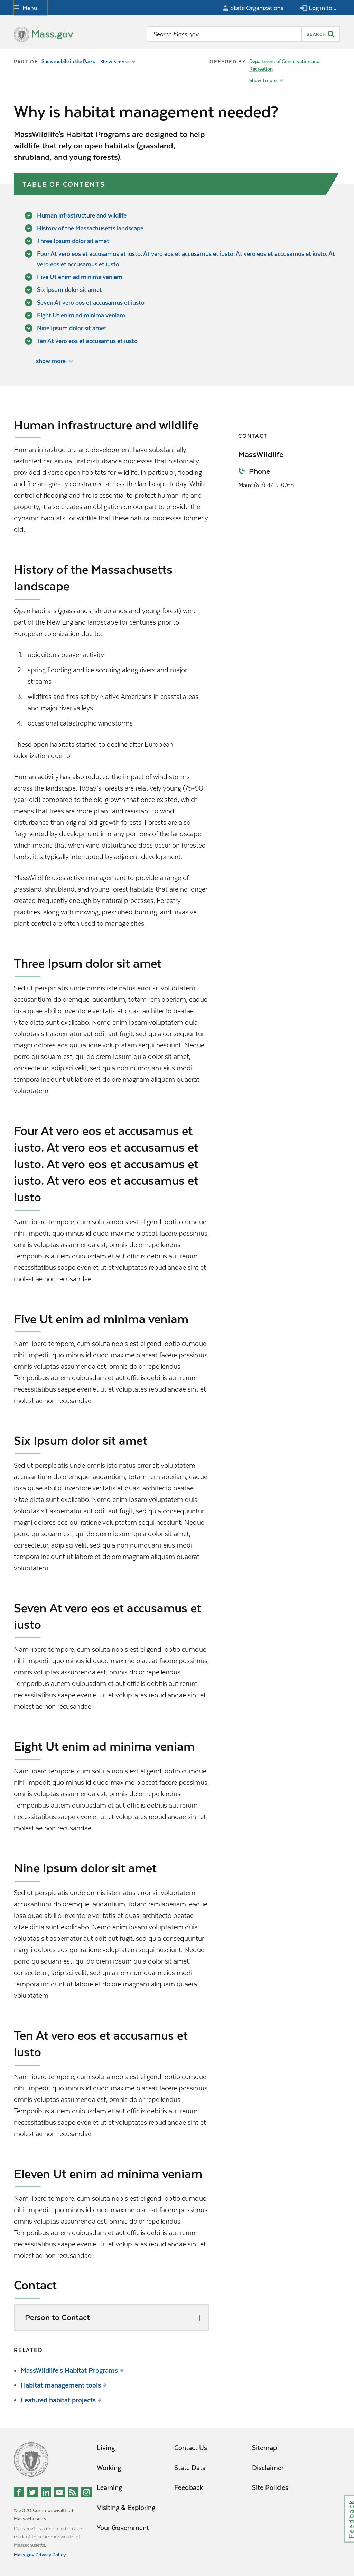 Menu
State Organizations
Log in to...
Mass.gov
Search Mass.gov
SEARCH
PART OF
Snowmobile in the Parks
Show 5 more
OFFERED BY
Department of Conservation and
Recreation
Show 1 more
Why is habitat management needed?
MassWildlife's Habitat Programs are designed to help
wildlife that rely on open habitats (grassland,
shrubland, and young forests).
TABLE OF CONTENTS
Human infrastructure and wildlife
History of the Massachusetts landscape
Three Ipsum dolor sit amet
Four At vero eos et accusamus et iusto. At vero eos et accusamus et iusto. At vero eos et accusamus et iusto. At
vero eos et accusamus et iusto
Five Ut enim ad minima veniam
Six Ipsum dolor sit amet
Seven At vero eos et accusamus et iusto
Eight Ut enim ad minima veniam
Nine Ipsum dolor sit amet
Ten At vero eos et accusamus et iusto
show more
Human infrastructure and wildlife
Human infrastructure and development have substantially
restricted certain natural disturbance processes that historically
provided diverse open habitats for wildlife. In particular, flooding
and fire are greatly constrained across the landscape today. While
control of flooding and fire is essential to protect human life and
property, it also creates an obligation on our part to provide the
dynamic habitats for wildlife that these natural processes formerly
did.
CONTACT
MassWildlife
Phone
Main: (617) 443-8765
History of the Massachusetts
landscape
Open habitats (grasslands, shrublands and young forest) were
part of the New England landscape for centuries prior to
European colonization due to:
1. ubiquitous beaver activity
2. spring flooding and ice scouring along rivers and major
streams.
3. wildfires and fires set by Native Americans in coastal areas
and major river valleys
4. occasional catastrophic windstorms
These open habitats started to decline after European
colonization due to:
Human activity has also reduced the impact of wind storms
across the landscape. Today's forests are relatively young (75-90
year-old) compared to the old growth that once existed, which
means that trees are more pliant and resistant to wind
disturbance than original old growth forests. Forests are also
fragmented by development in many portions of the landscape,
which means that when wind disturbance does occur on forested
lands, it is typically interrupted by adjacent development.
MassWildlife uses active management to provide a range of
grassland, shrubland, and young forest habitats that are no longer
created frequently enough by natural processes. Forestry
practices, along with mowing, prescribed burning, and invasive
plant control are often used to manage sites.
Three Ipsum dolor sit amet
Sed ut perspiciatis unde omnis iste natus error sit voluptatem
accusantium doloremque laudantium, totam rem aperiam, eaque
ipsa quae ab illo inventore veritatis et quasi architecto beatae
vitae dicta sunt explicabo. Nemo enim ipsam voluptatem quia
voluptas sit aspernatur aut odit aut fugit, sed quia consequuntur
magni dolores eos qui ratione voluptatem sequi nesciunt. Neque
porro quisquam est, qui dolorem ipsum quia dolor sit amet,
consectetur, adipisci velit, sed quia non numquam eius modi
tempora incidunt ut labore et dolore magnam aliquam quaerat
voluptatem.
Four At vero eos et accusamus et
iusto. At vero eos et accusamus et
iusto. At vero eos et accusamus et
iusto. At vero eos et accusamus et
iusto
Nam libero tempore, cum soluta nobis est eligendi optio cumque
nihil impedit quo minus id quod maxime placeat facere possimus,
omnis voluptas assumenda est, omnis dolor repellendus.
Temporibus autem quibusdam et aut officiis debitis aut rerum
necessitatibus saepe eveniet ut et voluptates repudiandae sint et
molestiae non recusandae.
Five Ut enim ad minima veniam
Nam libero tempore, cum soluta nobis est eligendi optio cumque
nihil impedit quo minus id quod maxime placeat facere possimus,
omnis voluptas assumenda est, omnis dolor repellendus.
Temporibus autem quibusdam et aut officiis debitis aut rerum
necessitatibus saepe eveniet ut et voluptates repudiandae sint et
molestiae non recusandae.
Six Ipsum dolor sit amet
Sed ut perspiciatis unde omnis iste natus error sit voluptatem
accusantium doloremque laudantium, totam rem aperiam, eaque
ipsa quae ab illo inventore veritatis et quasi architecto beatae
vitae dicta sunt explicabo. Nemo enim ipsam voluptatem quia
voluptas sit aspernatur aut odit aut fugit, sed quia consequuntur
magni dolores eos qui ratione voluptatem sequi nesciunt. Neque
porro quisquam est, qui dolorem ipsum quia dolor sit amet,
consectetur, adipisci velit, sed quia non numquam eius modi
tempora incidunt ut labore et dolore magnam aliquam quaerat
voluptatem.
Seven At vero eos et accusamus et
iusto
Nam libero tempore, cum soluta nobis est eligendi optio cumque
nihil impedit quo minus id quod maxime placeat facere possimus,
omnis voluptas assumenda est, omnis dolor repellendus.
Temporibus autem quibusdam et aut officiis debitis aut rerum
necessitatibus saepe eveniet ut et voluptates repudiandae sint et
molestiae non recusandae.
Eight Ut enim ad minima veniam
Nam libero tempore, cum soluta nobis est eligendi optio cumque
nihil impedit quo minus id quod maxime placeat facere possimus,
omnis voluptas assumenda est, omnis dolor repellendus.
Temporibus autem quibusdam et aut officiis debitis aut rerum
necessitatibus saepe eveniet ut et voluptates repudiandae sint et
molestiae non recusandae.
Nine Ipsum dolor sit amet
Sed ut perspiciatis unde omnis iste natus error sit voluptatem
accusantium doloremque laudantium, totam rem aperiam, eaque
ipsa quae ab illo inventore veritatis et quasi architecto beatae
vitae dicta sunt explicabo. Nemo enim ipsam voluptatem quia
voluptas sit aspernatur aut odit aut fugit, sed quia consequuntur
magni dolores eos qui ratione voluptatem sequi nesciunt. Neque
porro quisquam est, qui dolorem ipsum quia dolor sit amet,
consectetur, adipisci velit, sed quia non numquam eius modi
tempora incidunt ut labore et dolore magnam aliquam quaerat
voluptatem.
Ten At vero eos et accusamus et
iusto
Nam libero tempore, cum soluta nobis est eligendi optio cumque
nihil impedit quo minus id quod maxime placeat facere possimus,
omnis voluptas assumenda est, omnis dolor repellendus.
Temporibus autem quibusdam et aut officiis debitis aut rerum
necessitatibus saepe eveniet ut et voluptates repudiandae sint et
molestiae non recusandae.
Eleven Ut enim ad minima veniam
Nam libero tempore, cum soluta nobis est eligendi optio cumque
nihil impedit quo minus id quod maxime placeat facere possimus,
omnis voluptas assumenda est, omnis dolor repellendus.
Temporibus autem quibusdam et aut officiis debitis aut rerum
necessitatibus saepe eveniet ut et voluptates repudiandae sint et
molestiae non recusandae.
Contact
Person to Contact
RELATED
MassWildlife's Habitat Programs
Habitat management tools
Featured habitat projects
© 2020 Commonwealth of
Massachusetts.
Mass.gov® is a registered service
mark of the Commonwealth of
Massachusetts.
Mass.gov Privacy Policy
Living
Working
Learning
Visiting & Exploring
Your Government
Contact Us
State Data
Feedback
Sitemap
Disclaimer
Site Policies
Feedback